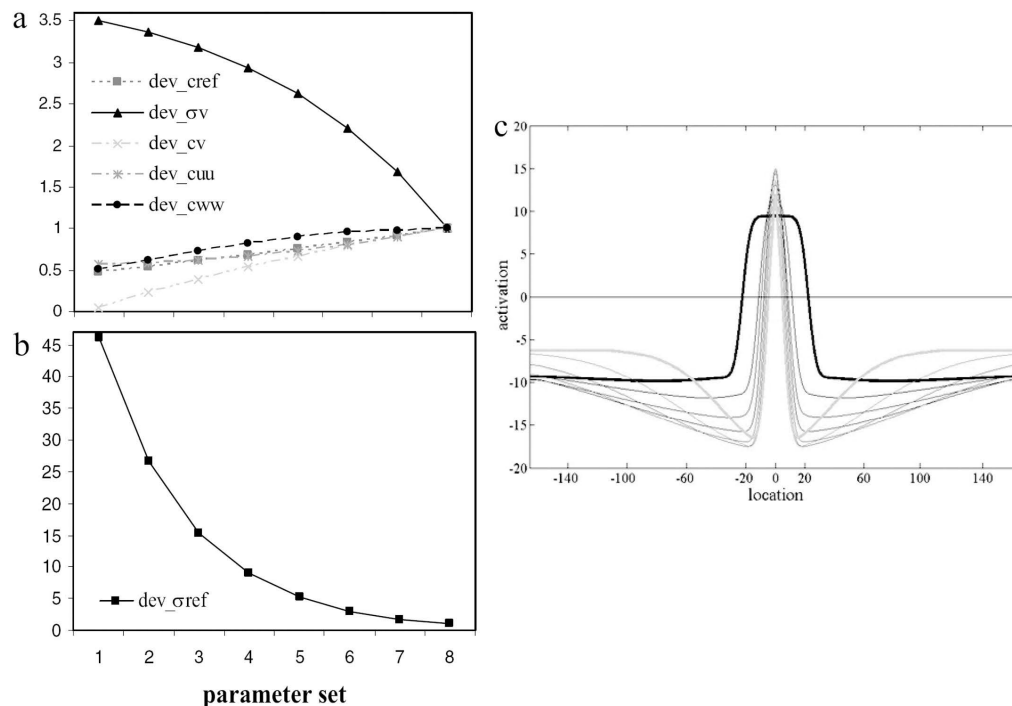 a
3.5
3
2.5
2
1.5
1
0.5
0
dev_cref
dev_σv
dev_cv
dev_cuu
dev_cww
b
45
40
35
30
25
20
15
10
5
0
dev_σref
1 2 3 4 5 6 7 8
parameter set
c
20
15
10
5
0
-5
-10
-15
-20
activation
-140 -100 -60 -20 0 20 60 100 140
location